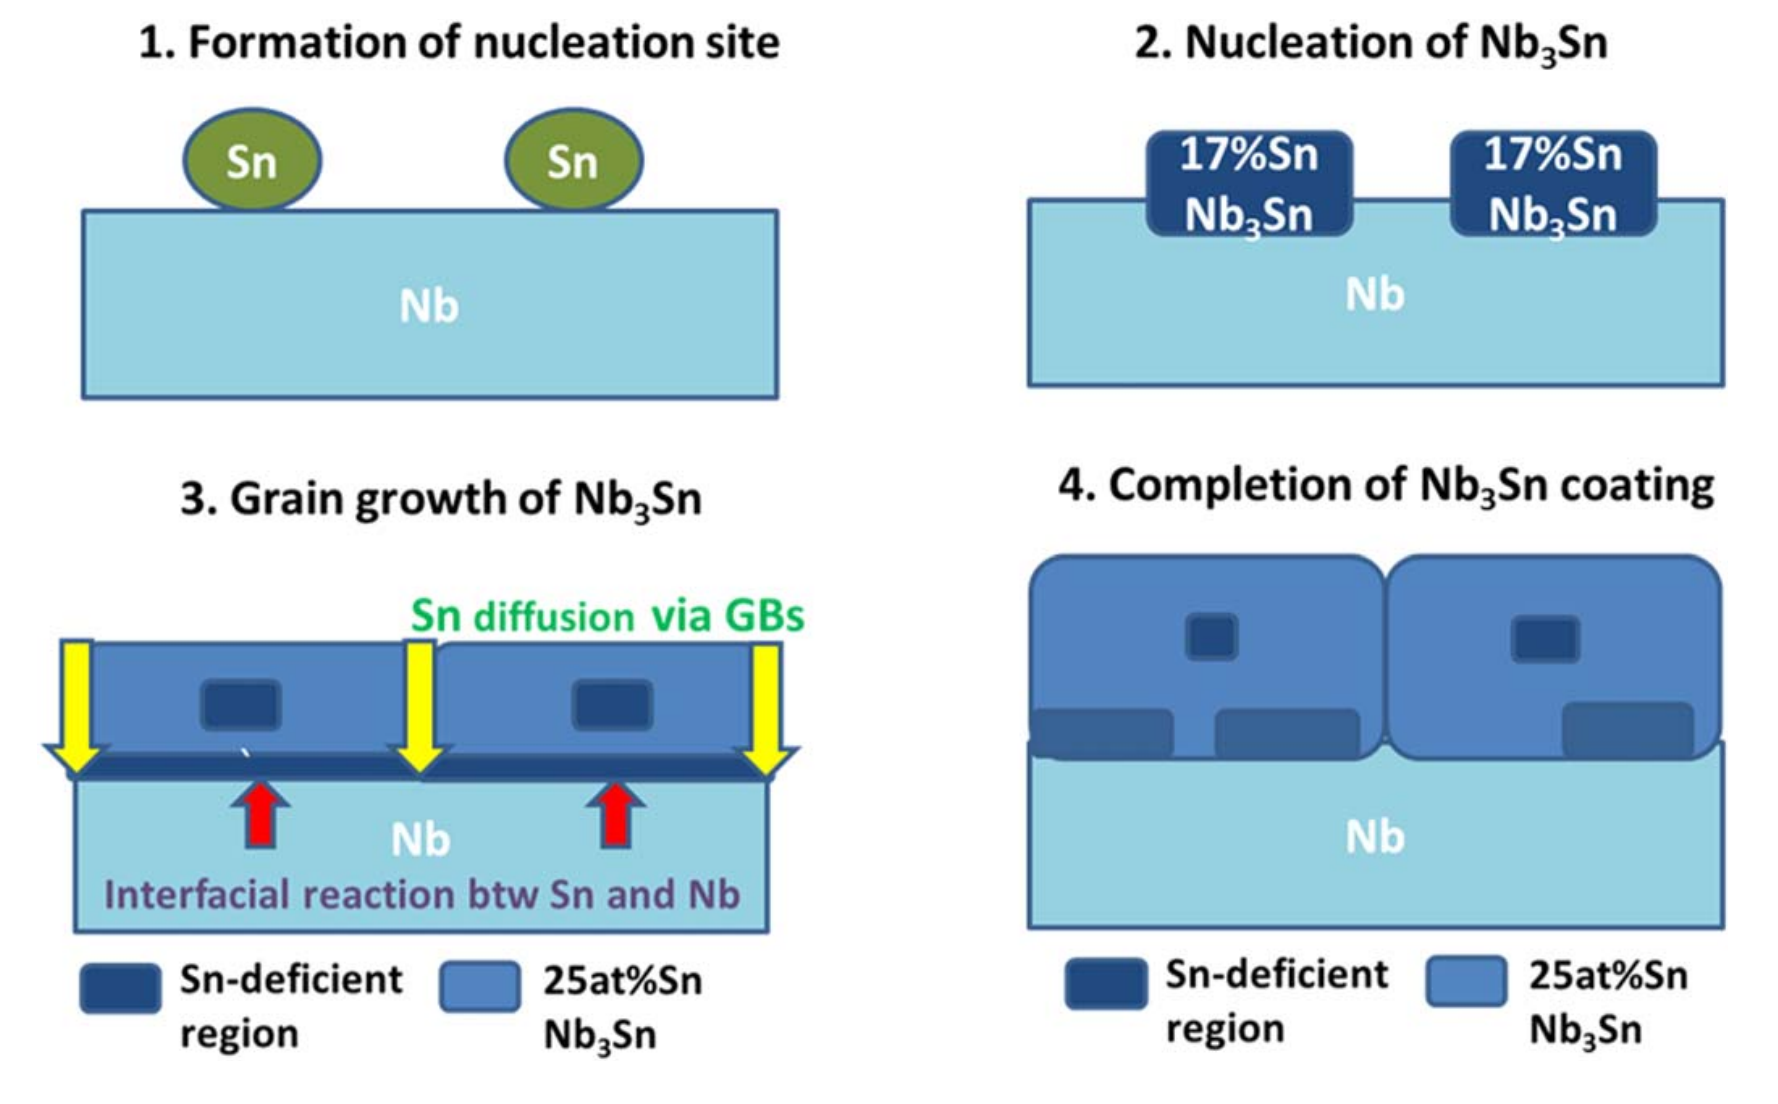 1. Formation of nucleation site
Sn
Sn
Nb
2. Nucleation of Nb₃Sn
17%Sn
Nb₃Sn
17%Sn
Nb₃Sn
Nb
3. Grain growth of Nb₃Sn
Sn diffusion via GBs
Nb
Interfacial reaction btw Sn and Nb
Sn-deficient
region
25at%Sn
Nb₃Sn
4. Completion of Nb₃Sn coating
Nb
Sn-deficient
region
25at%Sn
Nb₃Sn